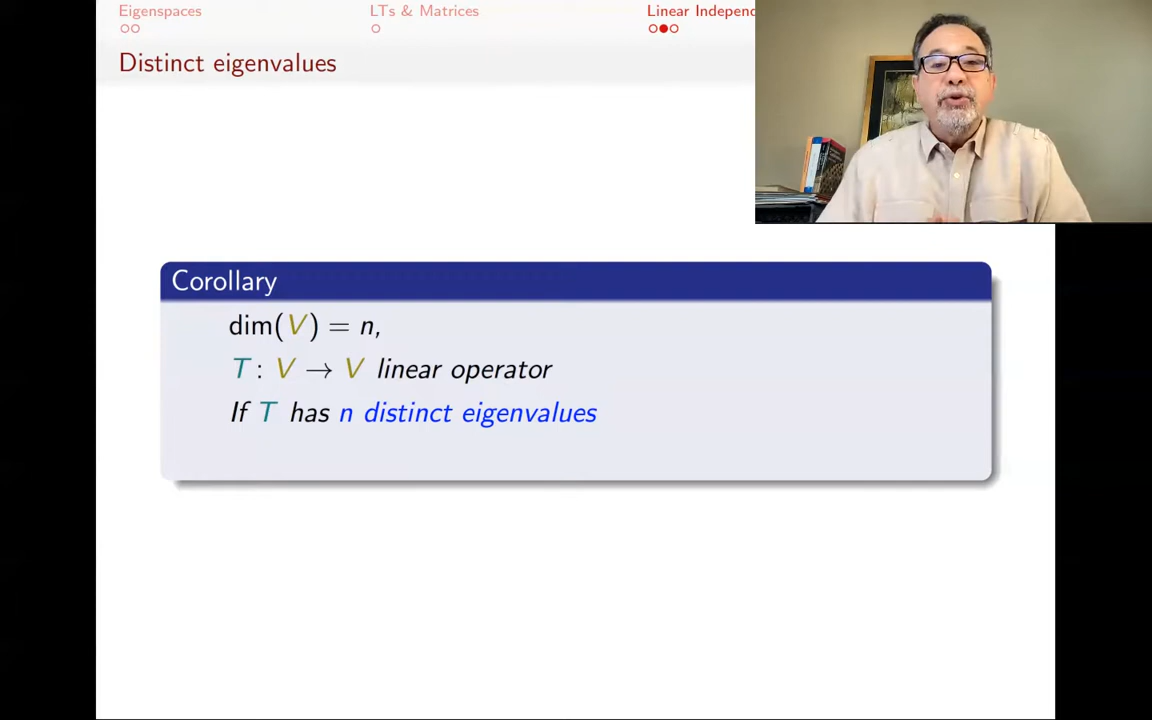 Eigenspaces
LTs & Matrices
Linear Independ
Distinct eigenvalues
Corollary
dim(V) = n,
T: V → V linear operator
If T has n distinct eigenvalues